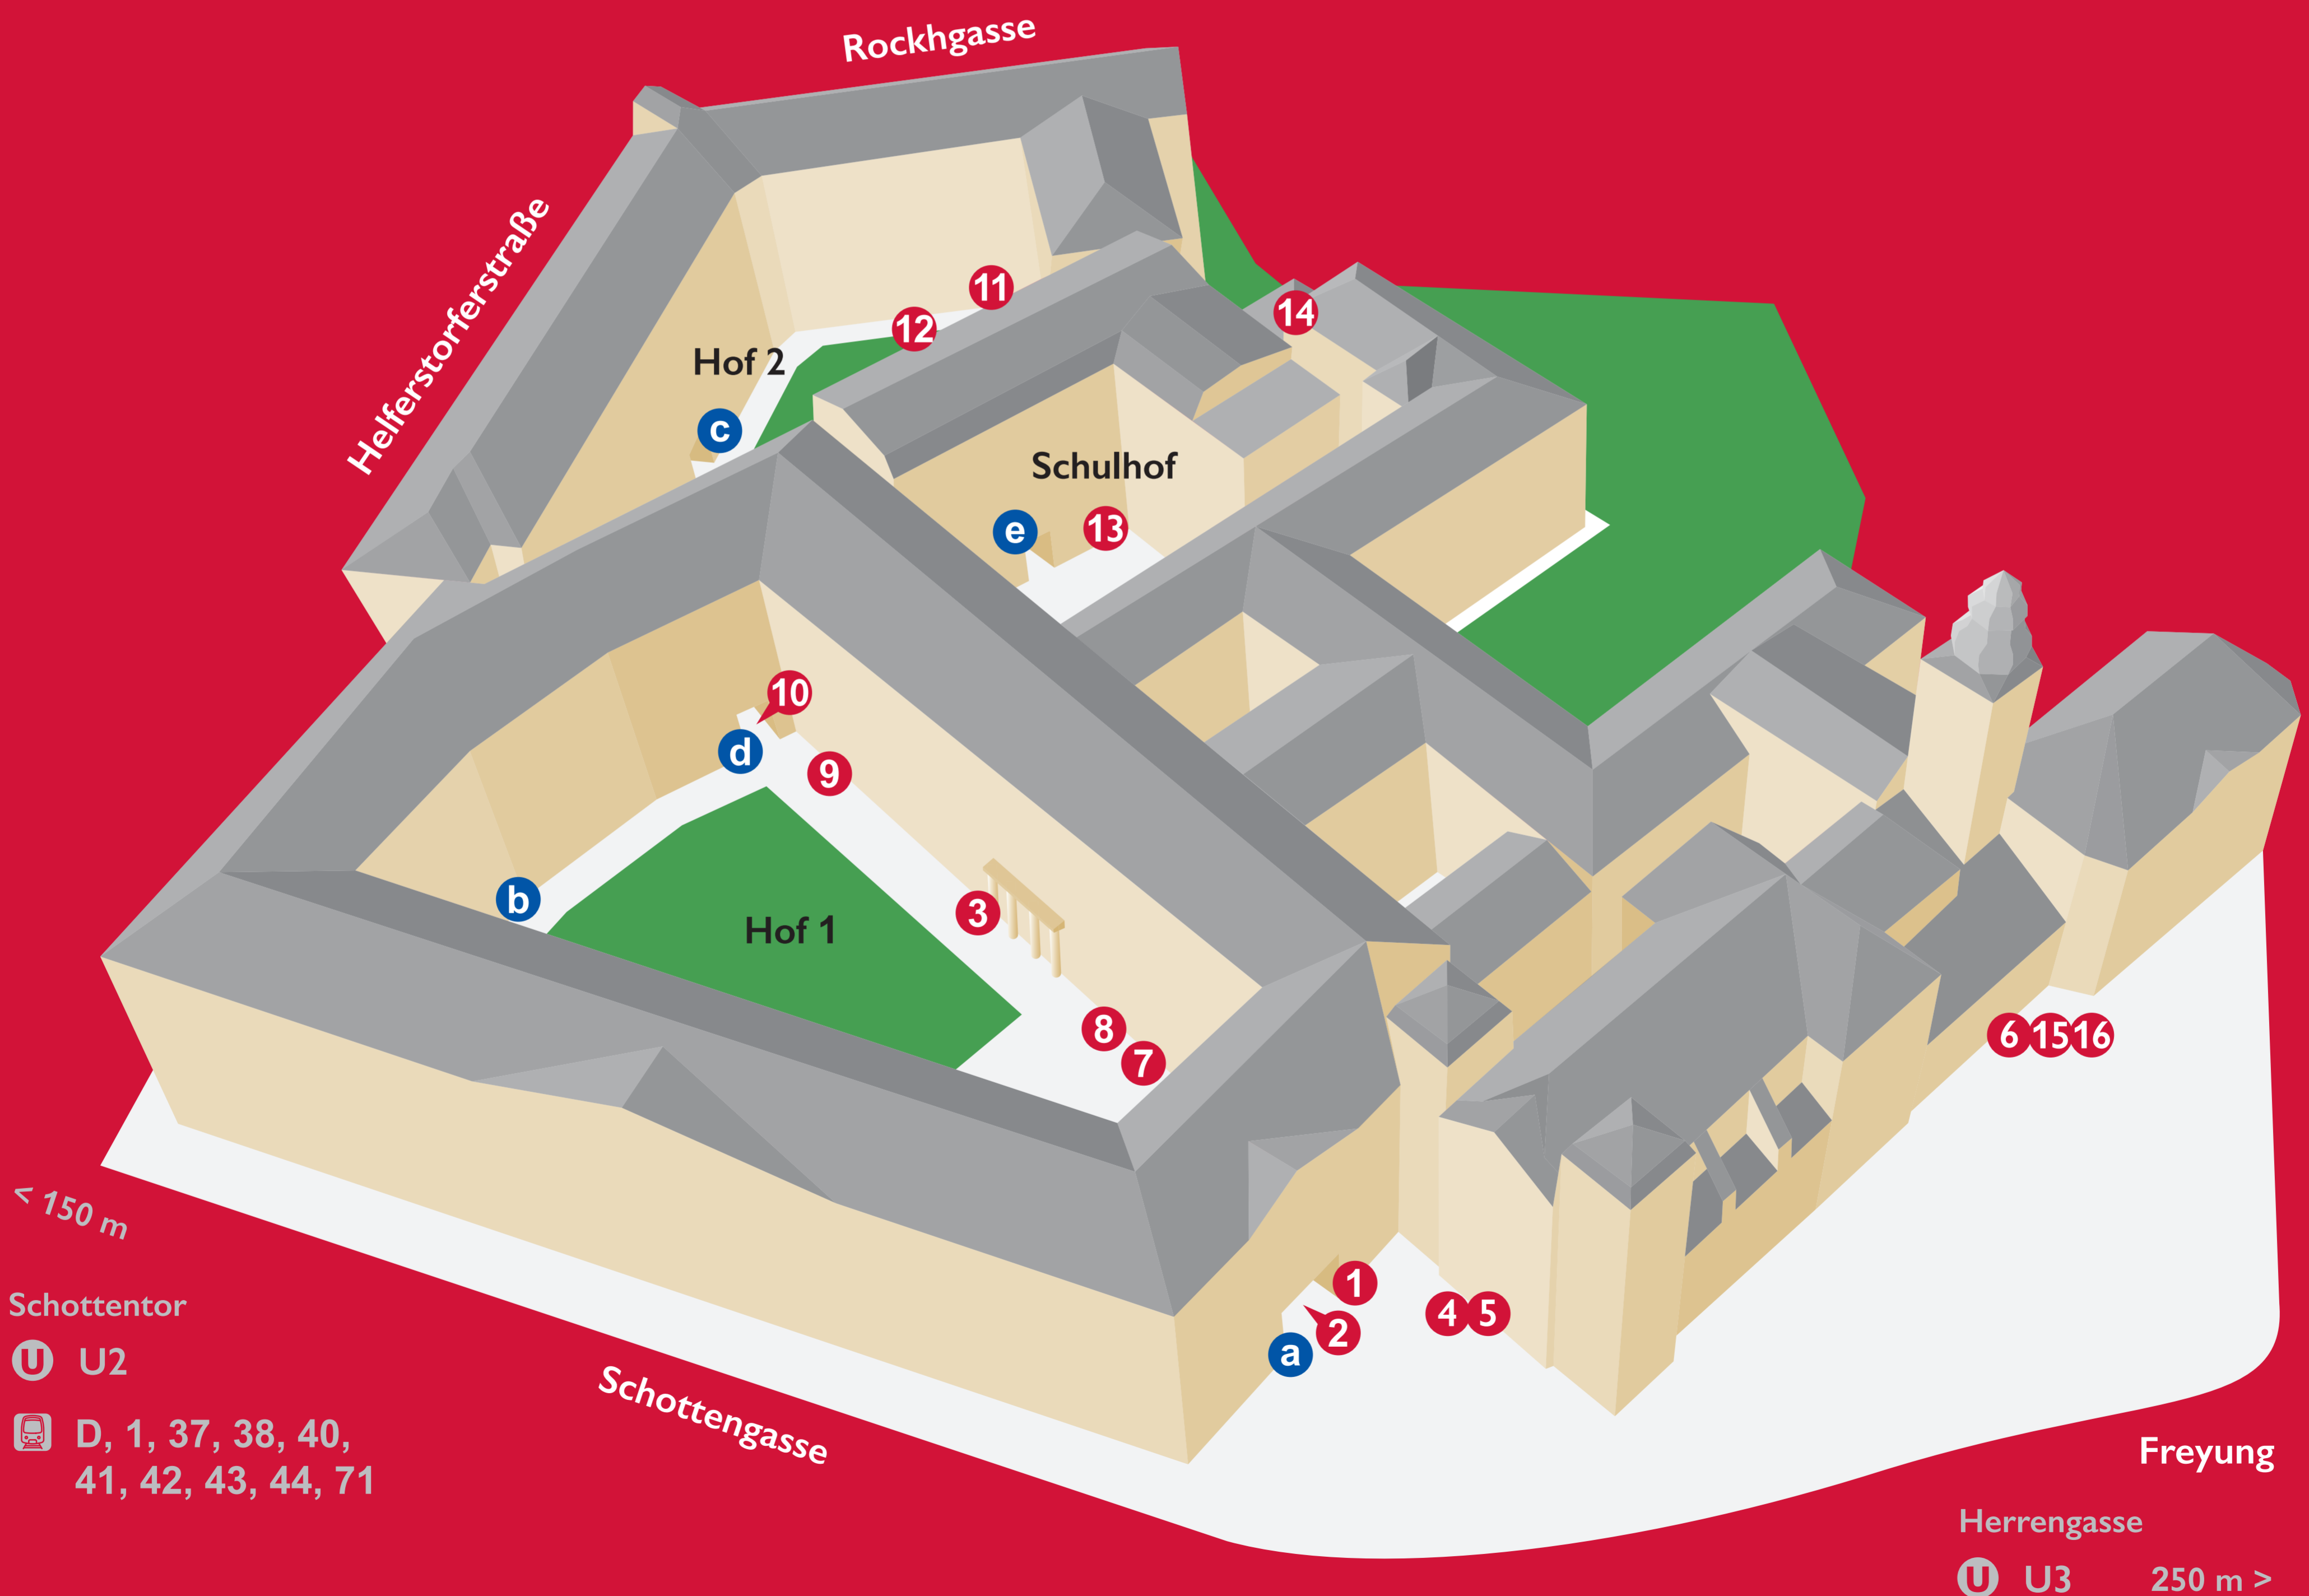 Rockhgasse
Helferstorferstraße
11
12
14
Hof 2
c
Schulhof
e
13
10
d
9
b
3
Hof 1
8
7
6
15
16
< 150 m
1
4
5
2
a
Schottentor
U U2
D, 1, 37, 38, 40,
41, 42, 43, 44, 71
Schottengasse
Freyung
Herrengasse
U U3 250 m >